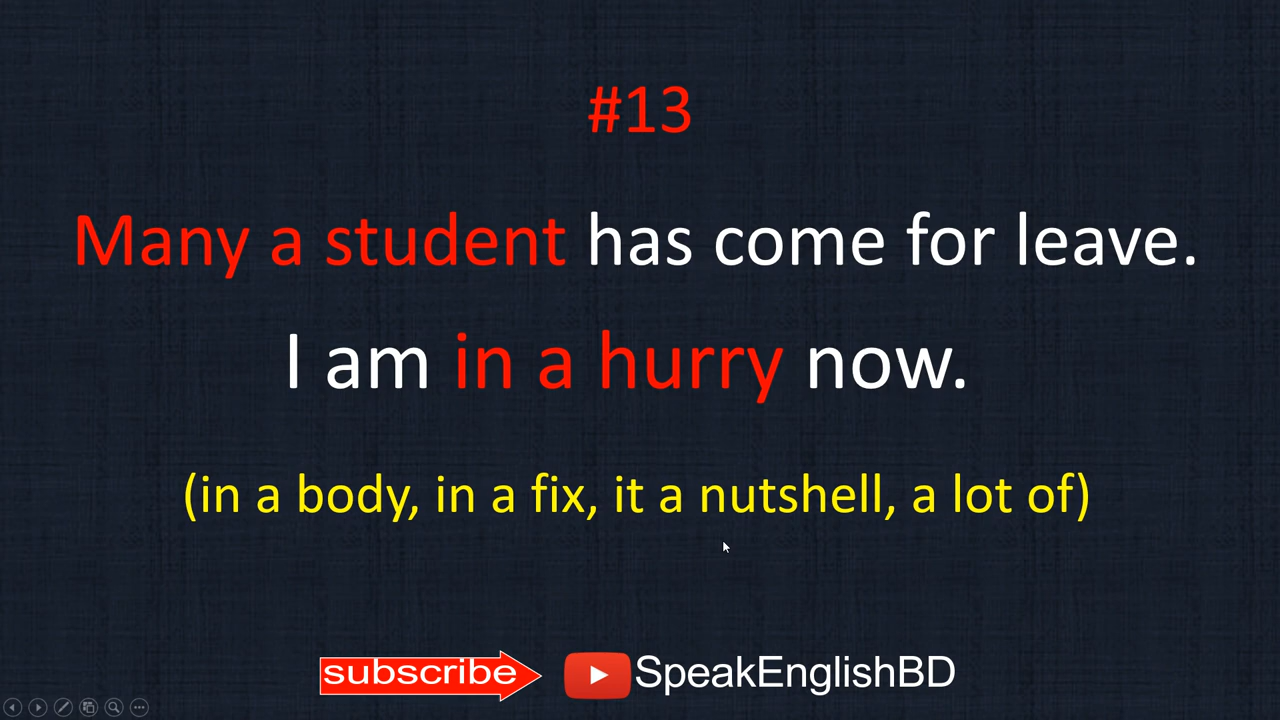 #13
Many a student has come for leave.
I am in a hurry now.
(in a body, in a fix, it a nutshell, a lot of)
subscribe SpeakEnglishBD